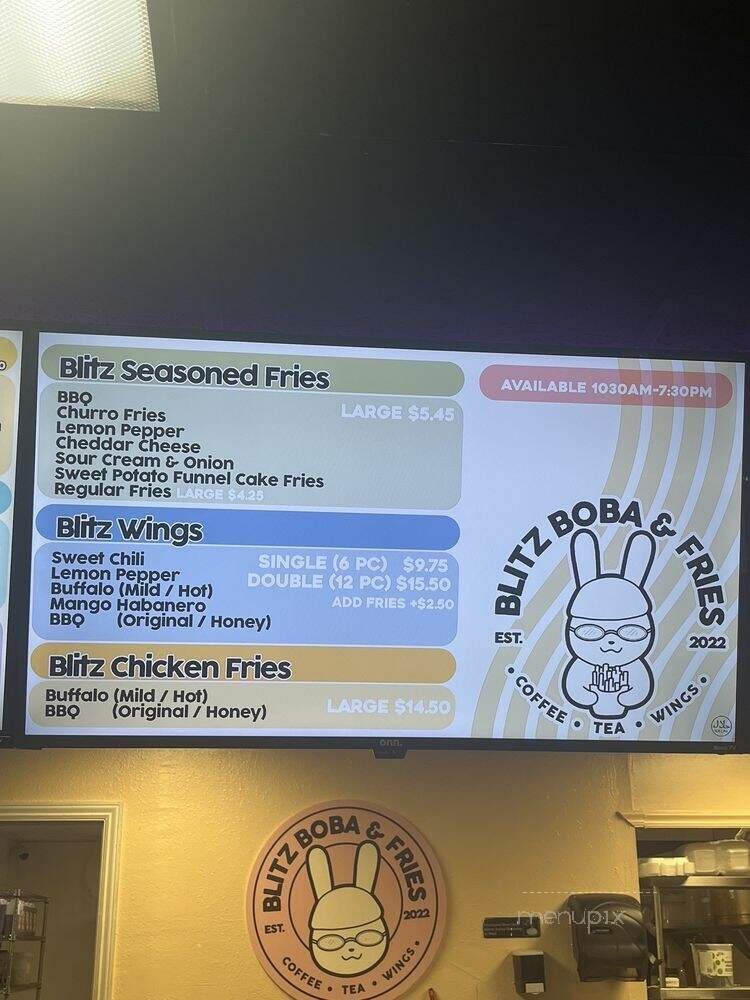 Blitz Seasoned Fries
BBQ
Churro Fries
Lemon Pepper
Cheddar Cheese
Sour Cream & Onion
Sweet Potato Funnel Cake Fries
Regular Fries LARGE $4.25
LARGE $5.45
Blitz Wings
Sweet Chili
Lemon Pepper
Buffalo (Mild / Hot)
Mango Habanero
BBQ (Original / Honey)
SINGLE (6 PC) $9.75
DOUBLE (12 PC) $15.50
ADD FRIES +$2.50
Blitz Chicken Fries
Buffalo (Mild / Hot)
BBQ (Original / Honey)
LARGE $14.50
AVAILABLE 1030AM-7:30PM
BLITZ BOBA & FRIES
EST. 2022
• COFFEE • TEA • WINGS •
onn.
Roku TV
BLITZ BOBA & FRIES
EST. 2022
COFFEE • TEA • WINGS •
menupix